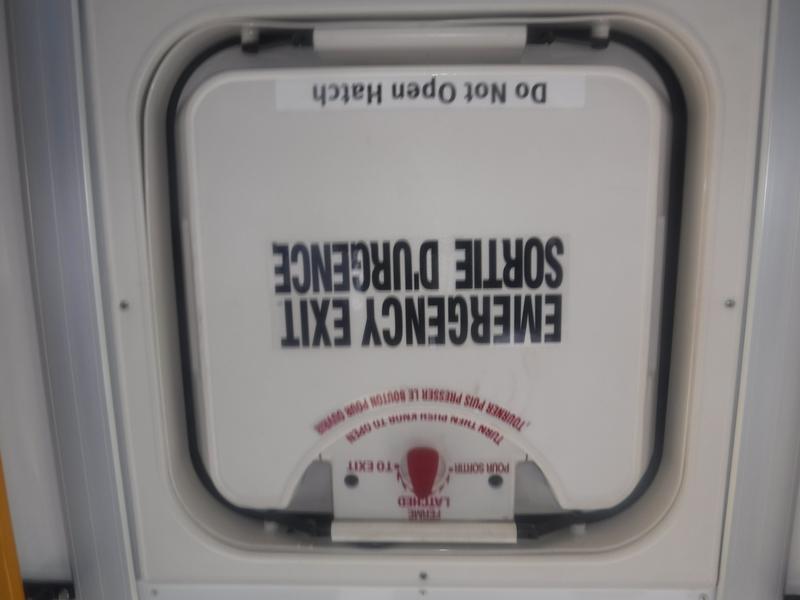 FERMÉ
LATCHED
POUR SORTIR
TO EXIT
TURN THEN PUSH KNOB TO OPEN
TOURNER PUIS PRESSER LE BOUTON POUR OUVRIR
EMERGENCY EXIT
SORTIE D'URGENCE
Do Not Open Hatch